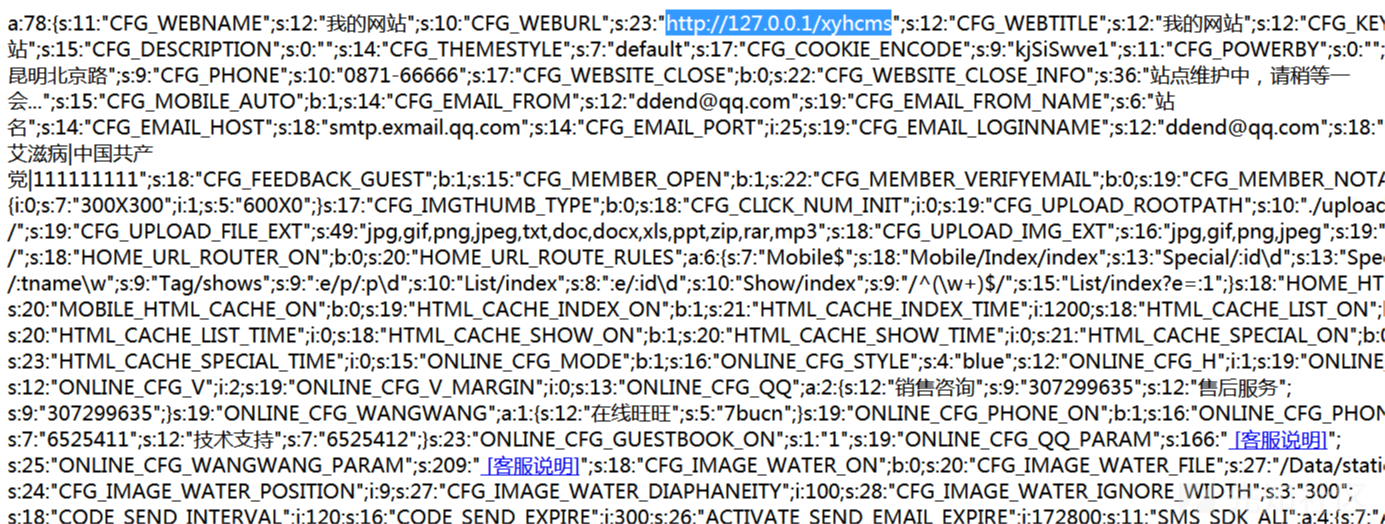 a:78:{s:11:"CFG_WEBNAME";s:12:"我的网站";s:10:"CFG_WEBURL";s:23:"http://127.0.0.1/xyhcms";s:12:"CFG_WEBTITLE";s:12:"我的网站";s:12:"CFG_KEY
站";s:15:"CFG_DESCRIPTION";s:0:"";s:14:"CFG_THEMESTYLE";s:7:"default";s:17:"CFG_COOKIE_ENCODE";s:9:"kjSiSwve1";s:11:"CFG_POWERBY";s:0:"";
昆明北京路";s:9:"CFG_PHONE";s:10:"0871-66666";s:17:"CFG_WEBSITE_CLOSE";b:0;s:22:"CFG_WEBSITE_CLOSE_INFO";s:36:"站点维护中，请稍等一
会...";s:15:"CFG_MOBILE_AUTO";b:1;s:14:"CFG_EMAIL_FROM";s:12:"ddend@qq.com";s:19:"CFG_EMAIL_FROM_NAME";s:6:"站
名";s:14:"CFG_EMAIL_HOST";s:18:"smtp.exmail.qq.com";s:14:"CFG_EMAIL_PORT";i:25;s:19:"CFG_EMAIL_LOGINNAME";s:12:"ddend@qq.com";s:18:"
艾滋病|中国共产
党|111111111";s:18:"CFG_FEEDBACK_GUEST";b:1;s:15:"CFG_MEMBER_OPEN";b:1;s:22:"CFG_MEMBER_VERIFYEMAIL";b:0;s:19:"CFG_MEMBER_NOTA
{i:0;s:7:"300X300";i:1;s:5:"600X0";}s:17:"CFG_IMGTHUMB_TYPE";b:0;s:18:"CFG_CLICK_NUM_INIT";i:0;s:19:"CFG_UPLOAD_ROOTPATH";s:10:"./upload
/";s:19:"CFG_UPLOAD_FILE_EXT";s:49:"jpg,gif,png,jpeg,txt,doc,docx,xls,ppt,zip,rar,mp3";s:18:"CFG_UPLOAD_IMG_EXT";s:16:"jpg,gif,png,jpeg";s:19:"
/";s:18:"HOME_URL_ROUTER_ON";b:0;s:20:"HOME_URL_ROUTE_RULES";a:6:{s:7:"Mobile$";s:18:"Mobile/Index/index";s:13:"Special/:id\d";s:13:"Spe
/:tname\w";s:9:"Tag/shows";s:9:":e/p/:p\d";s:10:"List/index";s:8:":e/:id\d";s:10:"Show/index";s:9:"/^(\w+)$/";s:15:"List/index?e=:1";}s:18:"HOME_HT
s:20:"MOBILE_HTML_CACHE_ON";b:0;s:19:"HTML_CACHE_INDEX_ON";b:1;s:21:"HTML_CACHE_INDEX_TIME";i:1200;s:18:"HTML_CACHE_LIST_ON";
s:20:"HTML_CACHE_LIST_TIME";i:0;s:18:"HTML_CACHE_SHOW_ON";b:1;s:20:"HTML_CACHE_SHOW_TIME";i:0;s:21:"HTML_CACHE_SPECIAL_ON";b:0
s:23:"HTML_CACHE_SPECIAL_TIME";i:0;s:15:"ONLINE_CFG_MODE";b:1;s:16:"ONLINE_CFG_STYLE";s:4:"blue";s:12:"ONLINE_CFG_H";i:1;s:19:"ONLINE_
s:12:"ONLINE_CFG_V";i:2;s:19:"ONLINE_CFG_V_MARGIN";i:0;s:13:"ONLINE_CFG_QQ";a:2:{s:12:"销售咨询";s:9:"307299635";s:12:"售后服务";
s:9:"307299635";}s:19:"ONLINE_CFG_WANGWANG";a:1:{s:12:"在线旺旺";s:5:"7bucn";}s:19:"ONLINE_CFG_PHONE_ON";b:1;s:16:"ONLINE_CFG_PHON
s:7:"6525411";s:12:"技术支持";s:7:"6525412";}s:23:"ONLINE_CFG_GUESTBOOK_ON";s:1:"1";s:19:"ONLINE_CFG_QQ_PARAM";s:166:" [客服说明]";
s:25:"ONLINE_CFG_WANGWANG_PARAM";s:209:" [客服说明]";s:18:"CFG_IMAGE_WATER_ON";b:0;s:20:"CFG_IMAGE_WATER_FILE";s:27:"/Data/stati
s:24:"CFG_IMAGE_WATER_POSITION";i:9;s:27:"CFG_IMAGE_WATER_DIAPHANEITY";i:100;s:28:"CFG_IMAGE_WATER_IGNORE_WIDTH";s:3:"300";
s:18:"CODE_SEND_INTERVAL";i:120;s:16:"CODE_SEND_EXPIRE";i:300;s:26:"ACTIVATE_SEND_EMAIL_EXPIRE";i:172800;s:11:"SMS_SDK_ALI";a:4:{s:7:"A